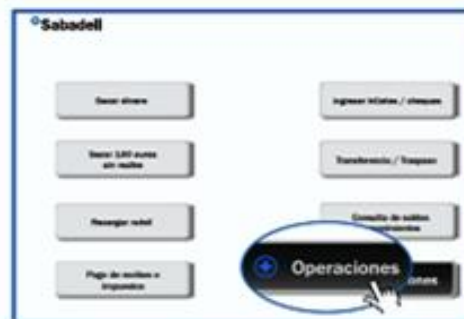 Sabadell
Sacar dinero
Ingresar billetes / cheques
Sacar 120 euros
sin recibo
Transferencia / Traspaso
Recargar móvil
Consulta de saldos
Operaciones
Pago de recibos e
impuestos